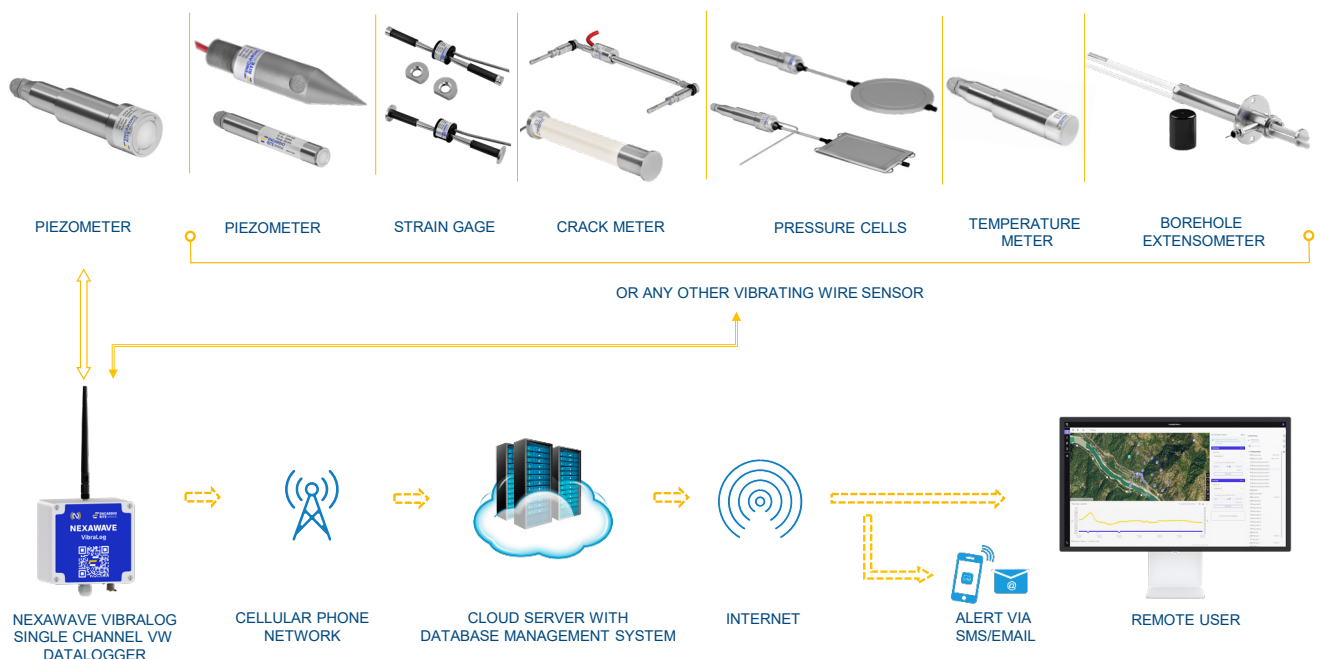 PIEZOMETER
PIEZOMETER
STRAIN GAGE
CRACK METER
PRESSURE CELLS
TEMPERATURE
METER
BOREHOLE
EXTENSOMETER
OR ANY OTHER VIBRATING WIRE SENSOR
NEXAWAVE
VibraLog
@
NEXAWAVE VIBRALOG
SINGLE CHANNEL VW
DATALOGGER
CELLULAR PHONE
NETWORK
CLOUD SERVER WITH
DATABASE MANAGEMENT SYSTEM
INTERNET
ALERT VIA
SMS/EMAIL
REMOTE USER